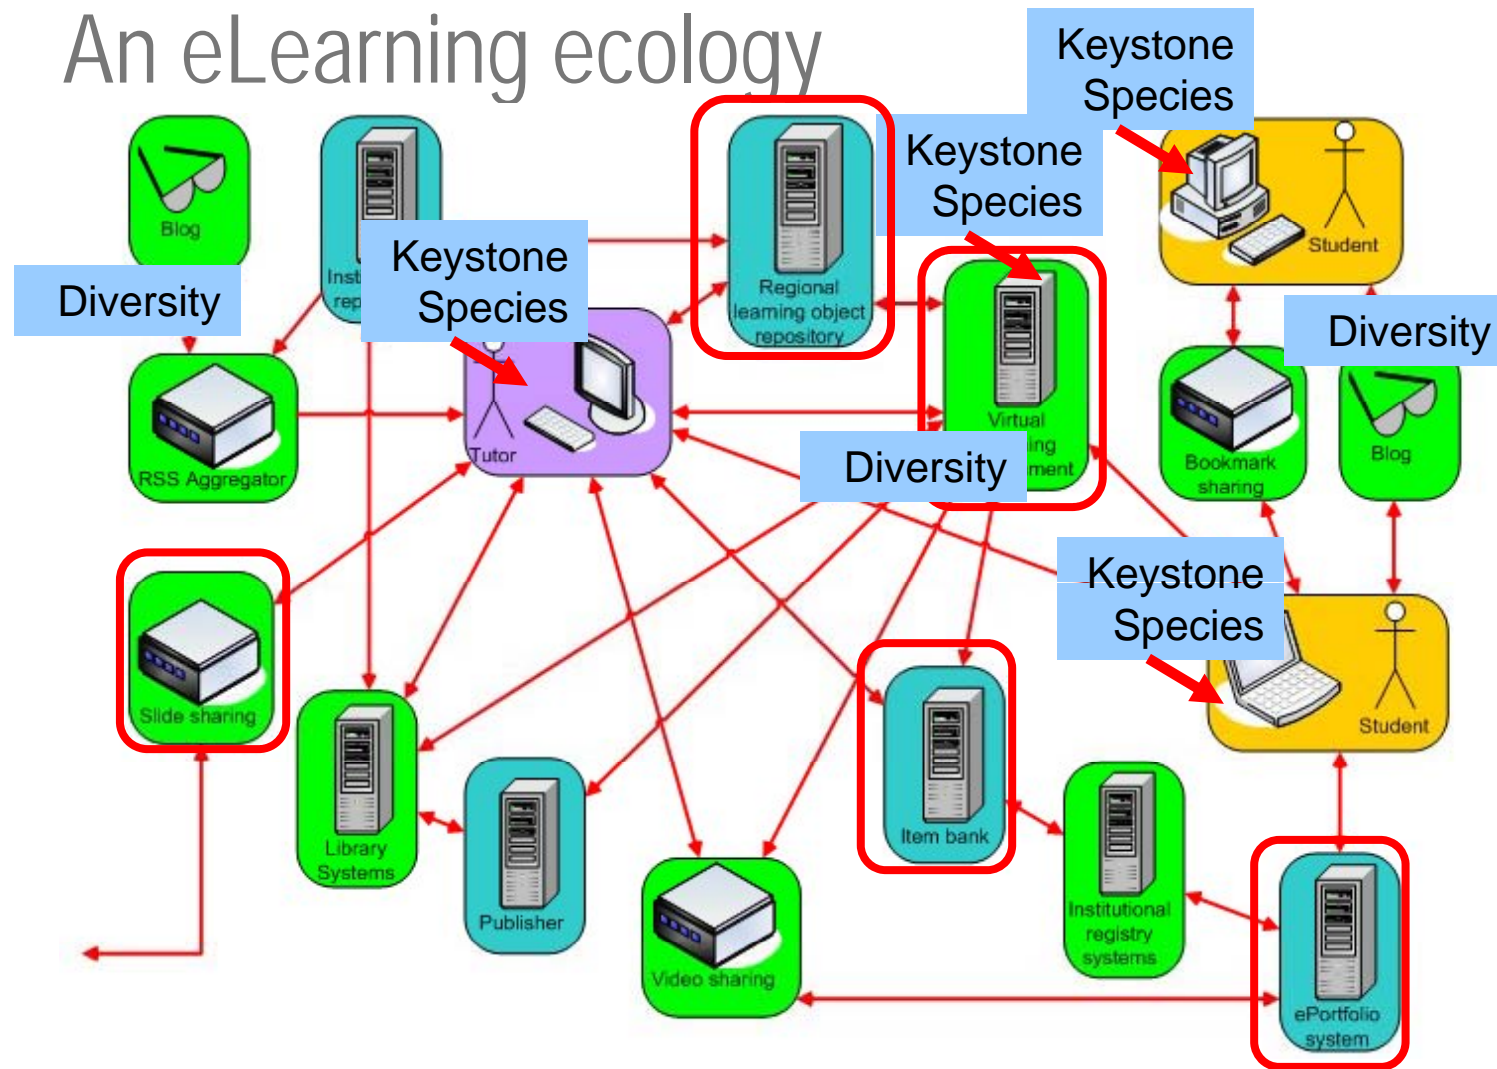 An eLearning ecology
Keystone
Species
Keystone
Species
Blog
Student
Diversity
Keystone
Species
Regional
learning object
repository
Diversity
Virtual
Tutor
RSS Aggregator
Diversity
Bookmark
sharing
Blog
Keystone
Species
Slide sharing
Student
Library
Systems
Item bank
Publisher
Institutional
registry
systems
Video sharing
ePortfolio
system